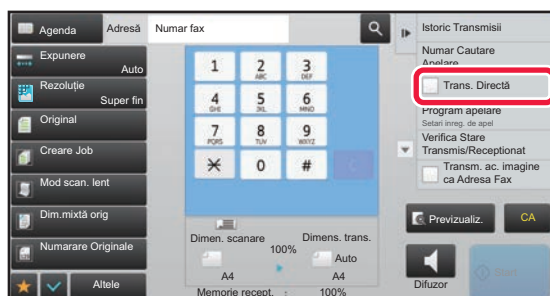 Agenda
Adresă
Numar fax
Expunere
Auto
Rezoluție
Super fin
Original
Creare Job
Mod scan. lent
Dim.mixtă orig
Numarare Originale
Altele
1
2
ABC
3
DEF
4
GHI
5
JKL
6
MNO
7
PQRS
8
TUV
9
WXYZ
0
#
C
Dimen. scanare
100%
Dimens. trans.
Auto
A4
A4
Memorie recept. : 100%
Istoric Transmisii
Numar Cautare
Apelare
Trans. Directă
Program apelare
Setari inreg. de apel
Verifica Stare
Transmis/Receptionat
Transm. ac. imagine
ca Adresa Fax
Previzualiz.
CA
Difuzor
Start